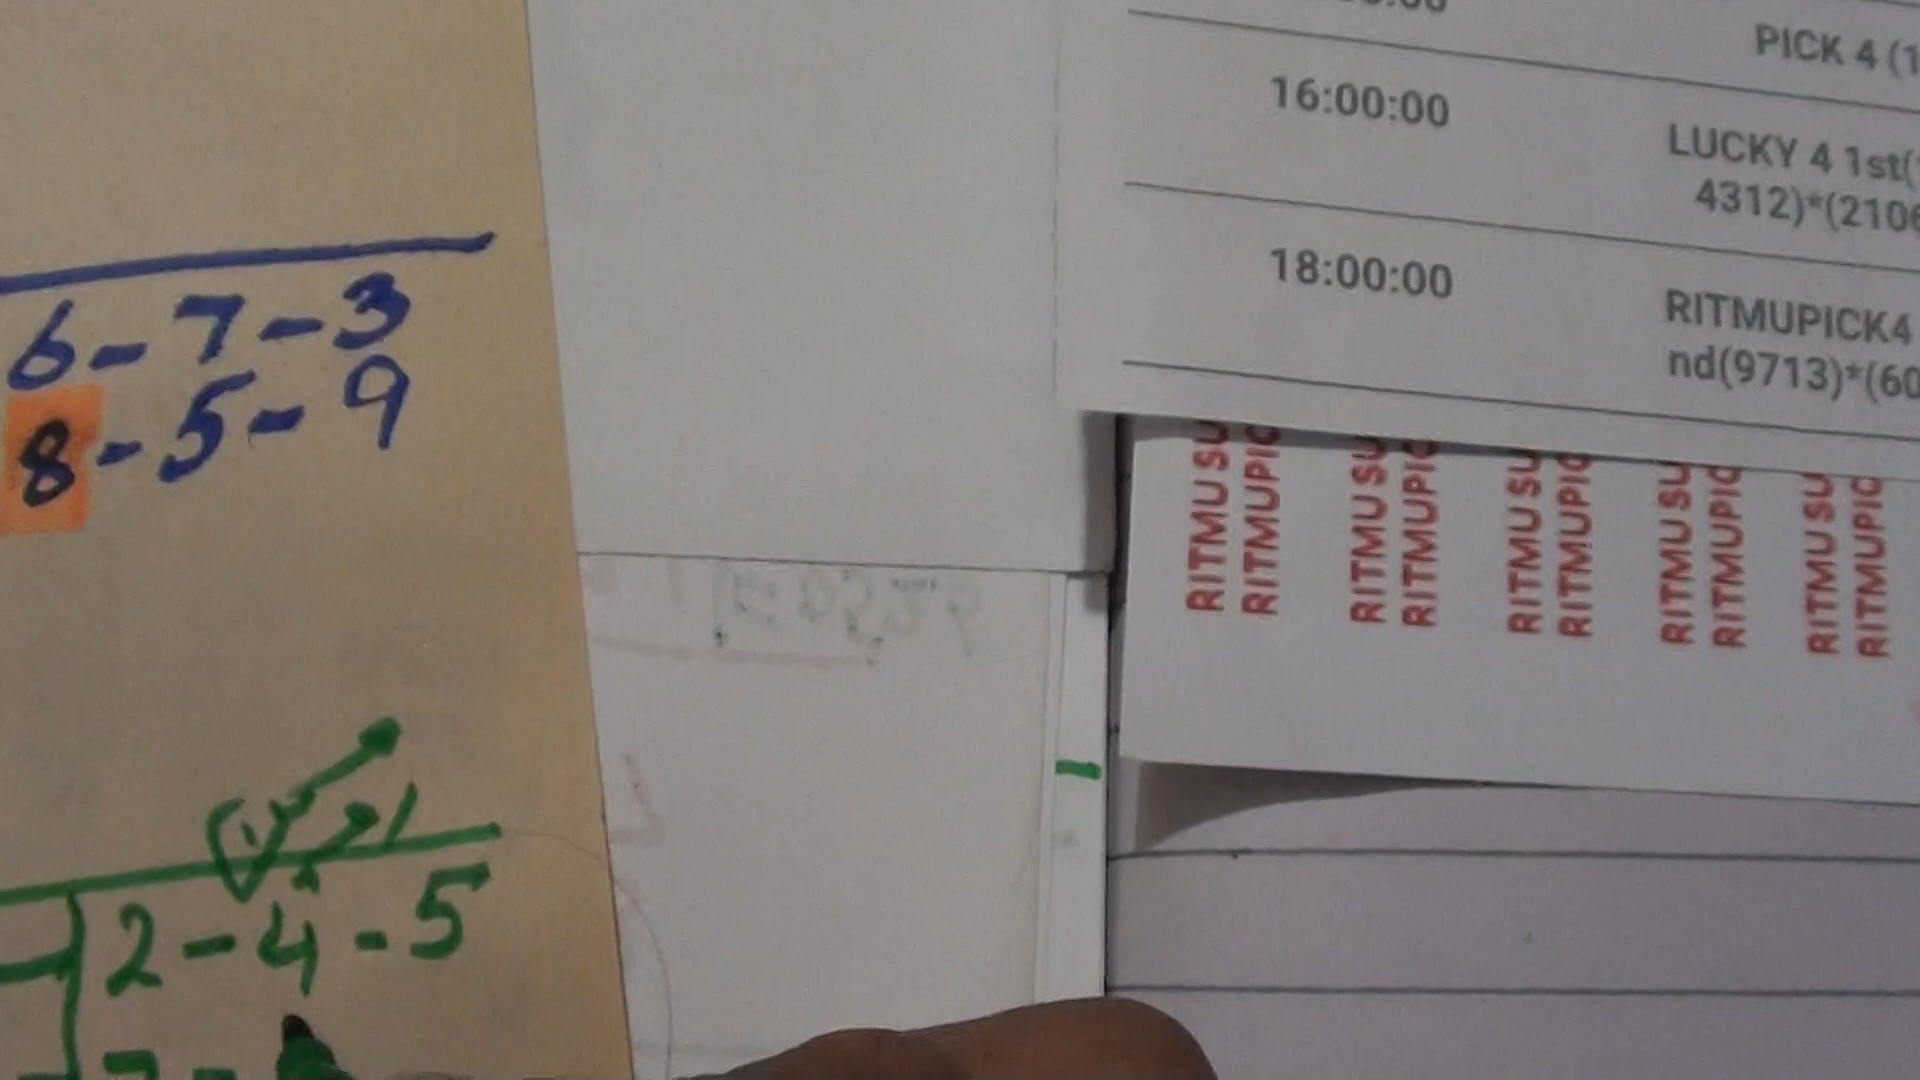 6-7-3
8-5-9
2-4-5
PICK 4 (1
16:00:00
LUCKY 4 1st(
4312)*(2106
18:00:00
RITMUPICK4
nd(9713)*(60
RITMU SU
RITMUPIC
RITMU SU
RITMUPIC
RITMU SU
RITMUPIC
RITMU SU
RITMUPIC
RITMU SU
RITMUPIC